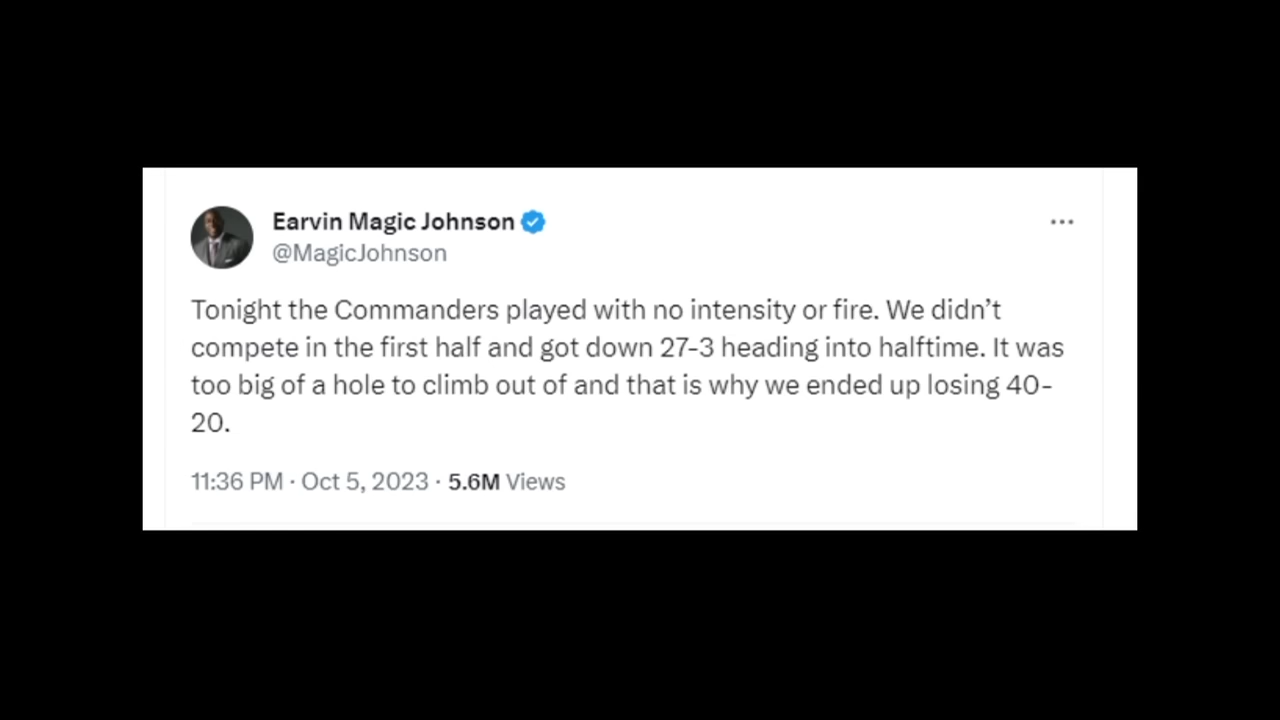 Earvin Magic Johnson
@MagicJohnson
Tonight the Commanders played with no intensity or fire. We didn’t
compete in the first half and got down 27-3 heading into halftime. It was
too big of a hole to climb out of and that is why we ended up losing 40-
20.
11:36 PM · Oct 5, 2023 · 5.6M Views